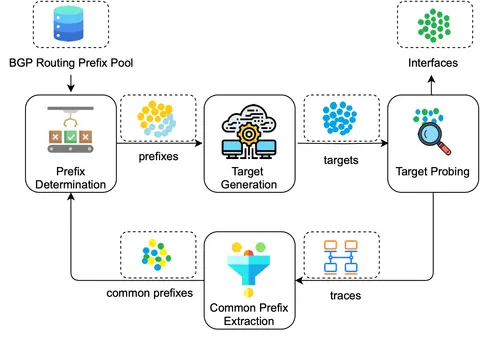 BGP Routing Prefix Pool
Interfaces
Prefix
Determination
prefixes
Target
Generation
targets
Target Probing
common prefixes
Common Prefix
Extraction
traces